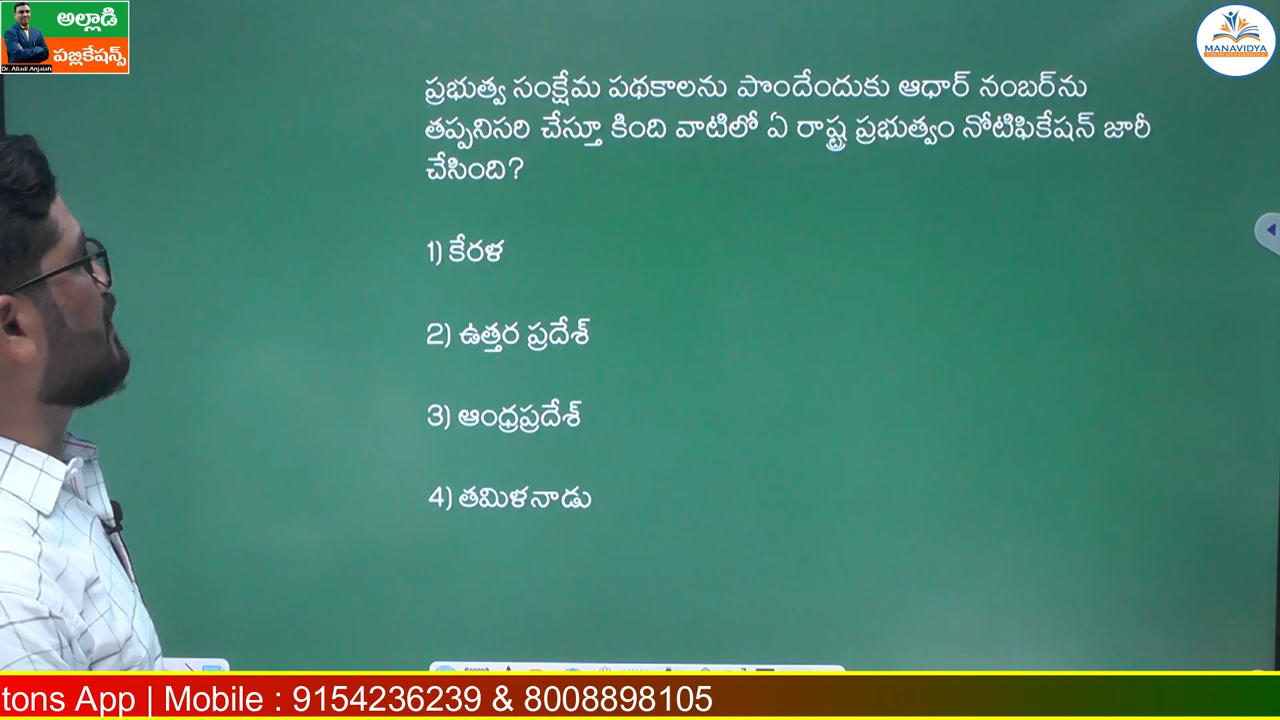 అల్లాడి
పబ్లికేషన్స్
Dr. Alladi Anjaiah
MANAVIDYA
ప్రభుత్వ సంక్షేమ పథకాలను పొందేందుకు ఆధార్ నంబర్‌ను
తప్పనిసరి చేస్తూ కింది వాటిలో ఏ రాష్ట్ర ప్రభుత్వం నోటిఫికేషన్ జారీ
చేసింది?
1) కేరళ
2) ఉత్తర ప్రదేశ్
3) ఆంధ్రప్రదేశ్
4) తమిళనాడు
tons App | Mobile : 9154236239 & 8008898105